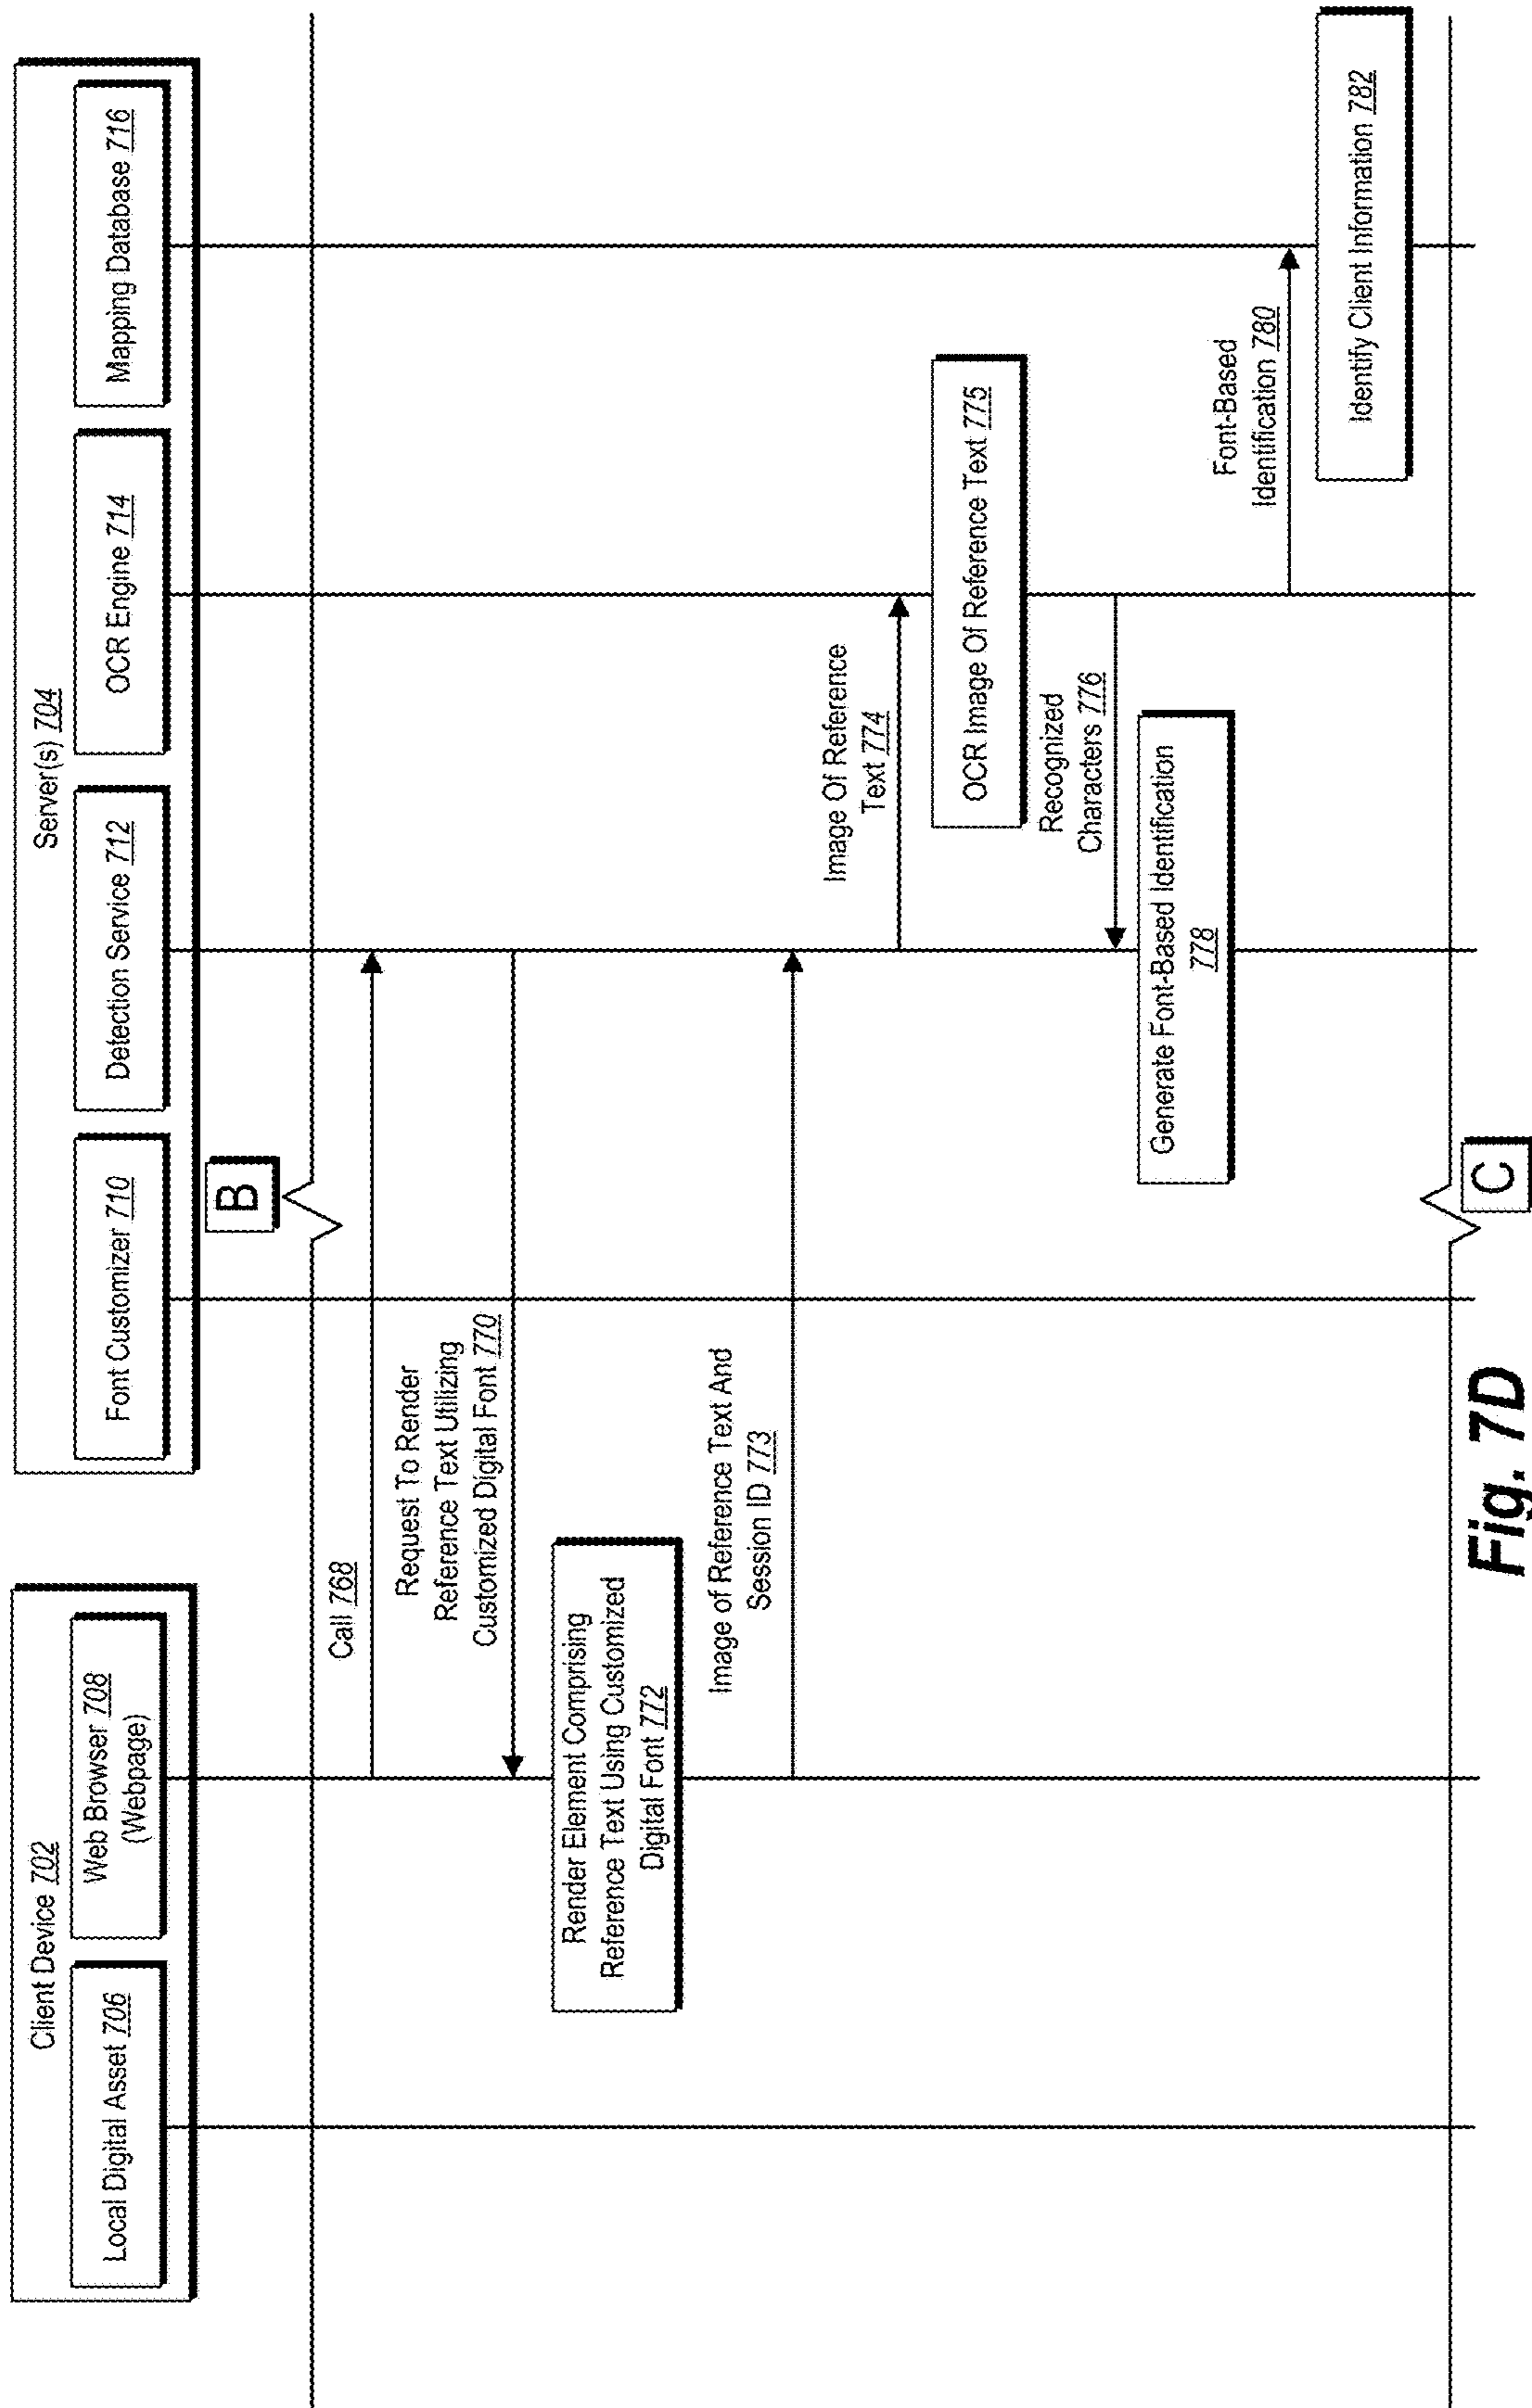 Client Device 702
Local Digital Asset 706
Web Browser 708
(Webpage)
Server(s) 704
Font Customizer 710
Detection Service 712
OCR Engine 714
Mapping Database 716
B
Call 768
Request To Render
Reference Text Utilizing
Customized Digital Font 770
Render Element Comprising
Reference Text Using Customized
Digital Font 772
Image of Reference Text And
Session ID 773
Image Of Reference
Text 774
OCR Image Of Reference Text 775
Recognized
Characters 776
Generate Font-Based Identification
778
Font-Based
Identification 780
Identify Client Information 782
C
Fig. 7D